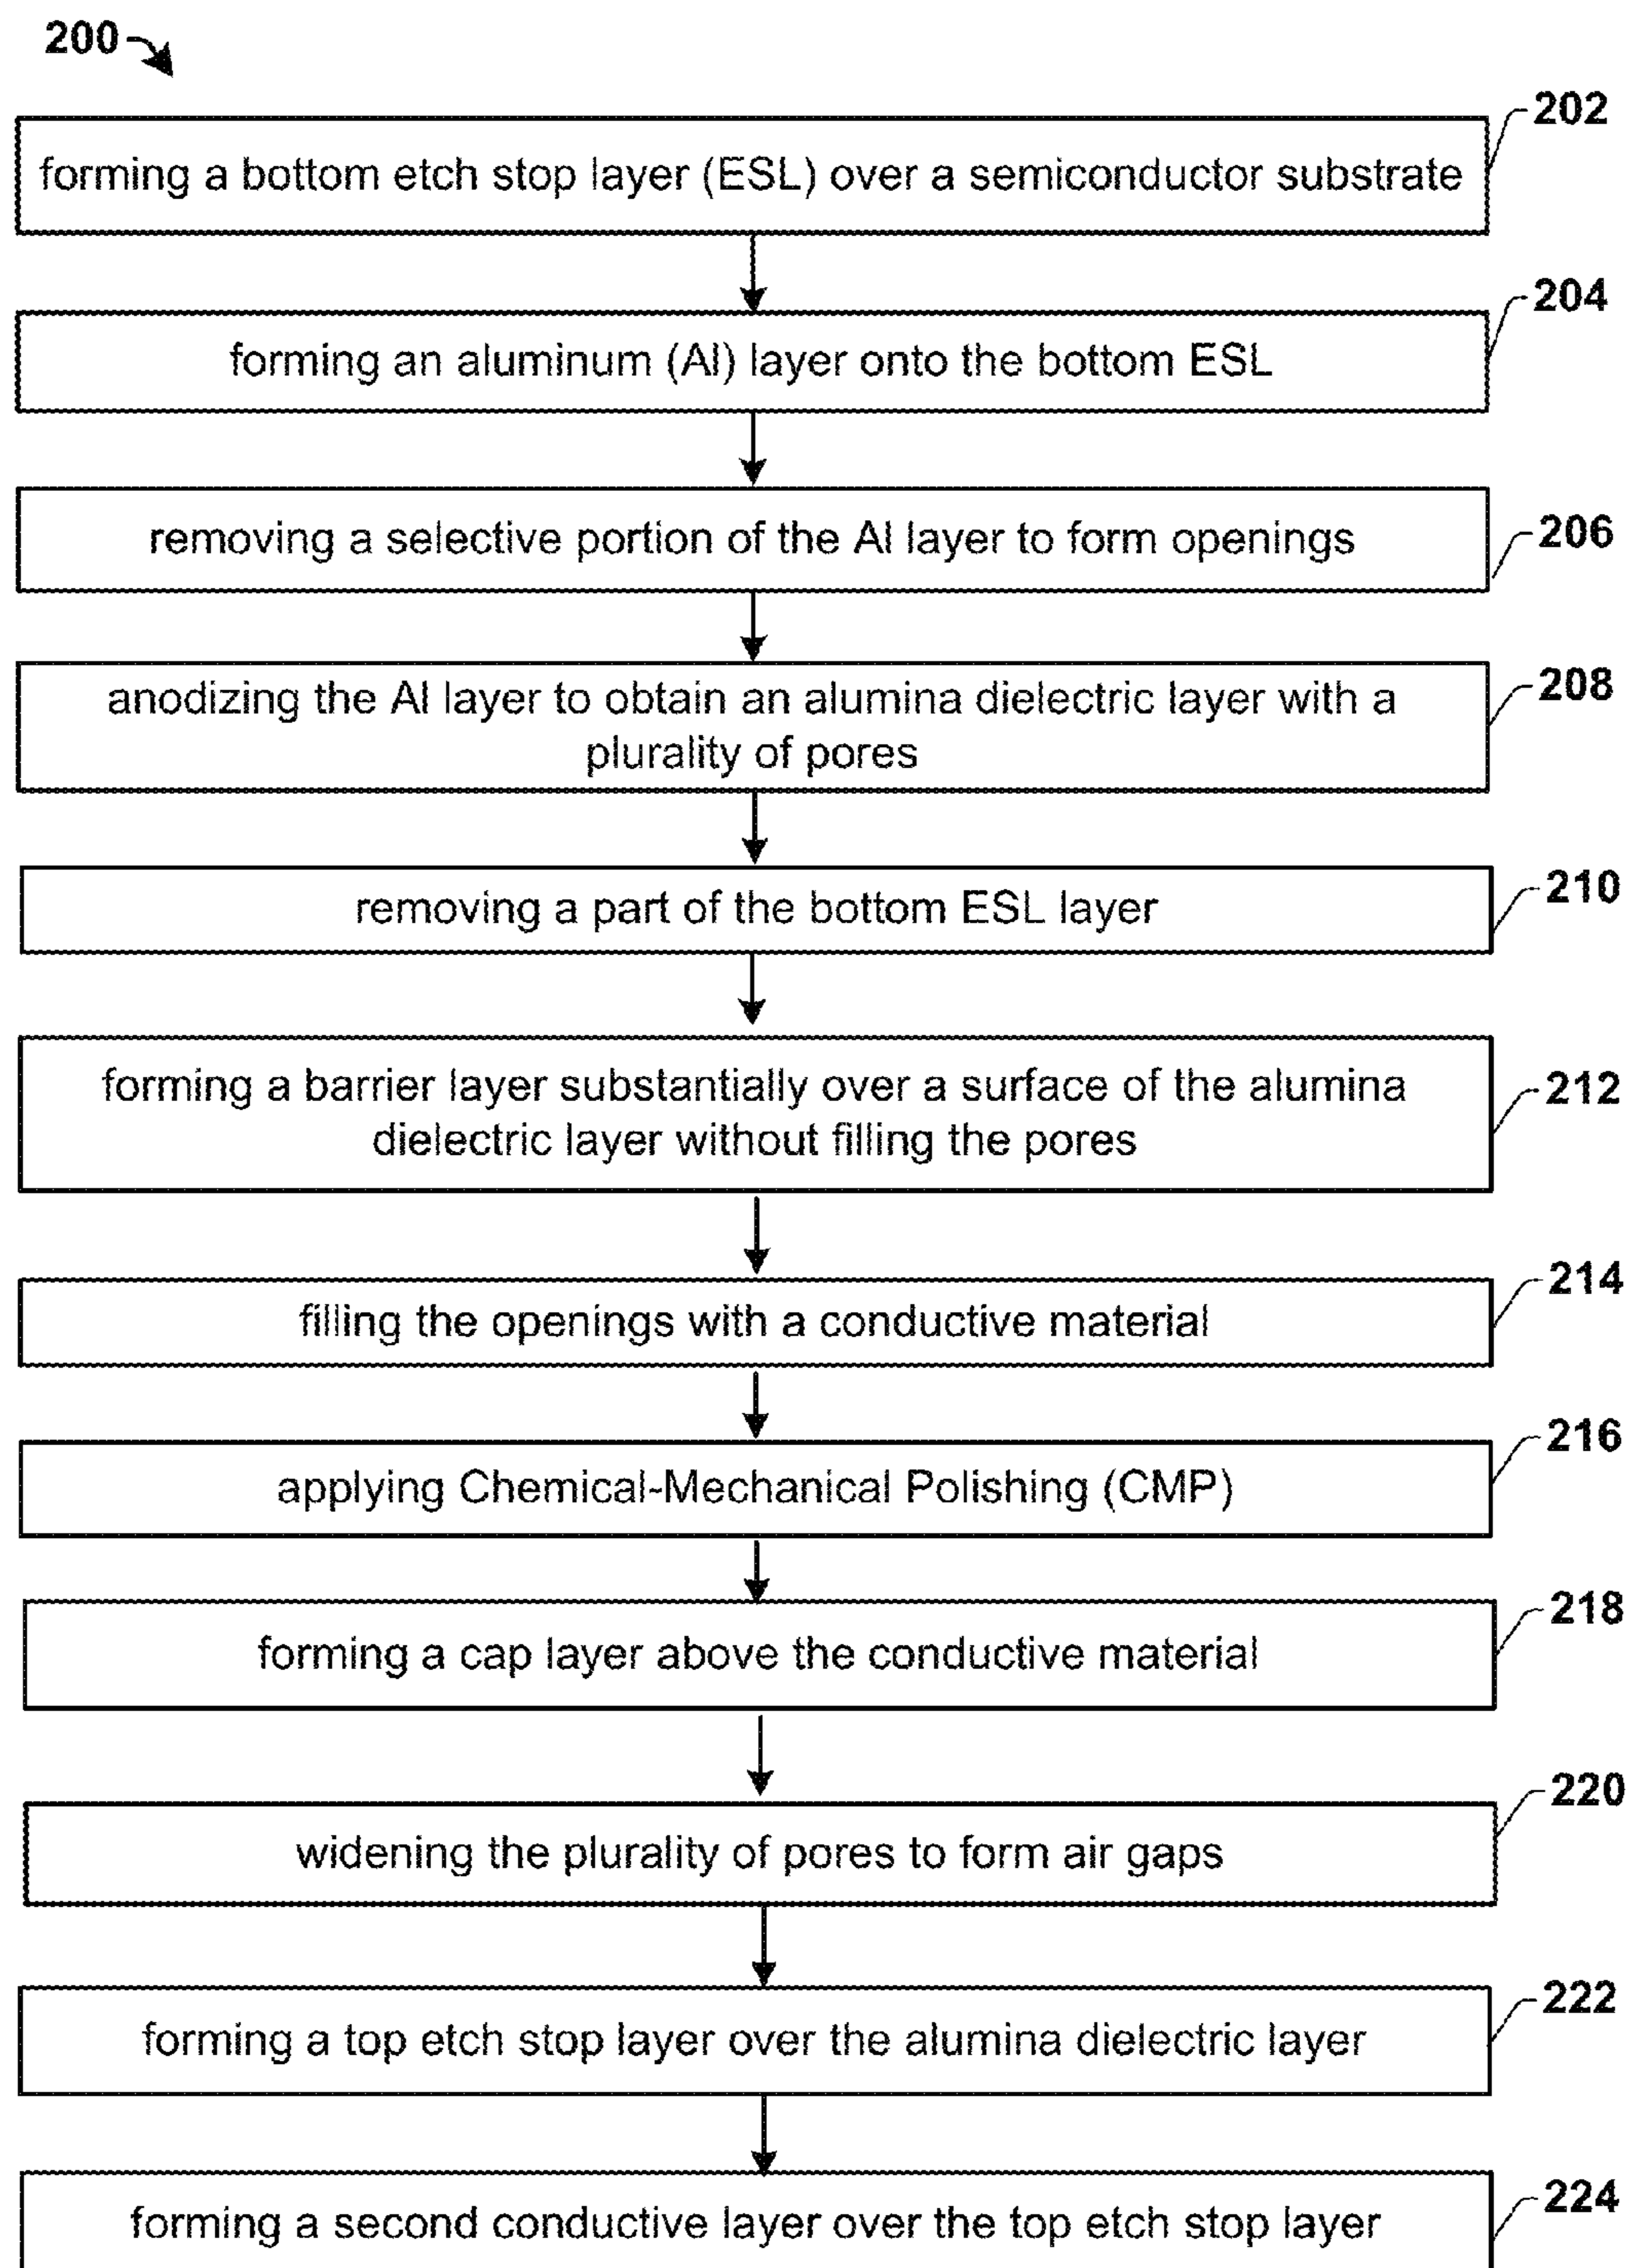 200
202
forming a bottom etch stop layer (ESL) over a semiconductor substrate
204
forming an aluminum (Al) layer onto the bottom ESL
206
removing a selective portion of the Al layer to form openings
208
anodizing the Al layer to obtain an alumina dielectric layer with a
plurality of pores
210
removing a part of the bottom ESL layer
212
forming a barrier layer substantially over a surface of the alumina
dielectric layer without filling the pores
214
filling the openings with a conductive material
216
applying Chemical-Mechanical Polishing (CMP)
218
forming a cap layer above the conductive material
220
widening the plurality of pores to form air gaps
222
forming a top etch stop layer over the alumina dielectric layer
224
forming a second conductive layer over the top etch stop layer